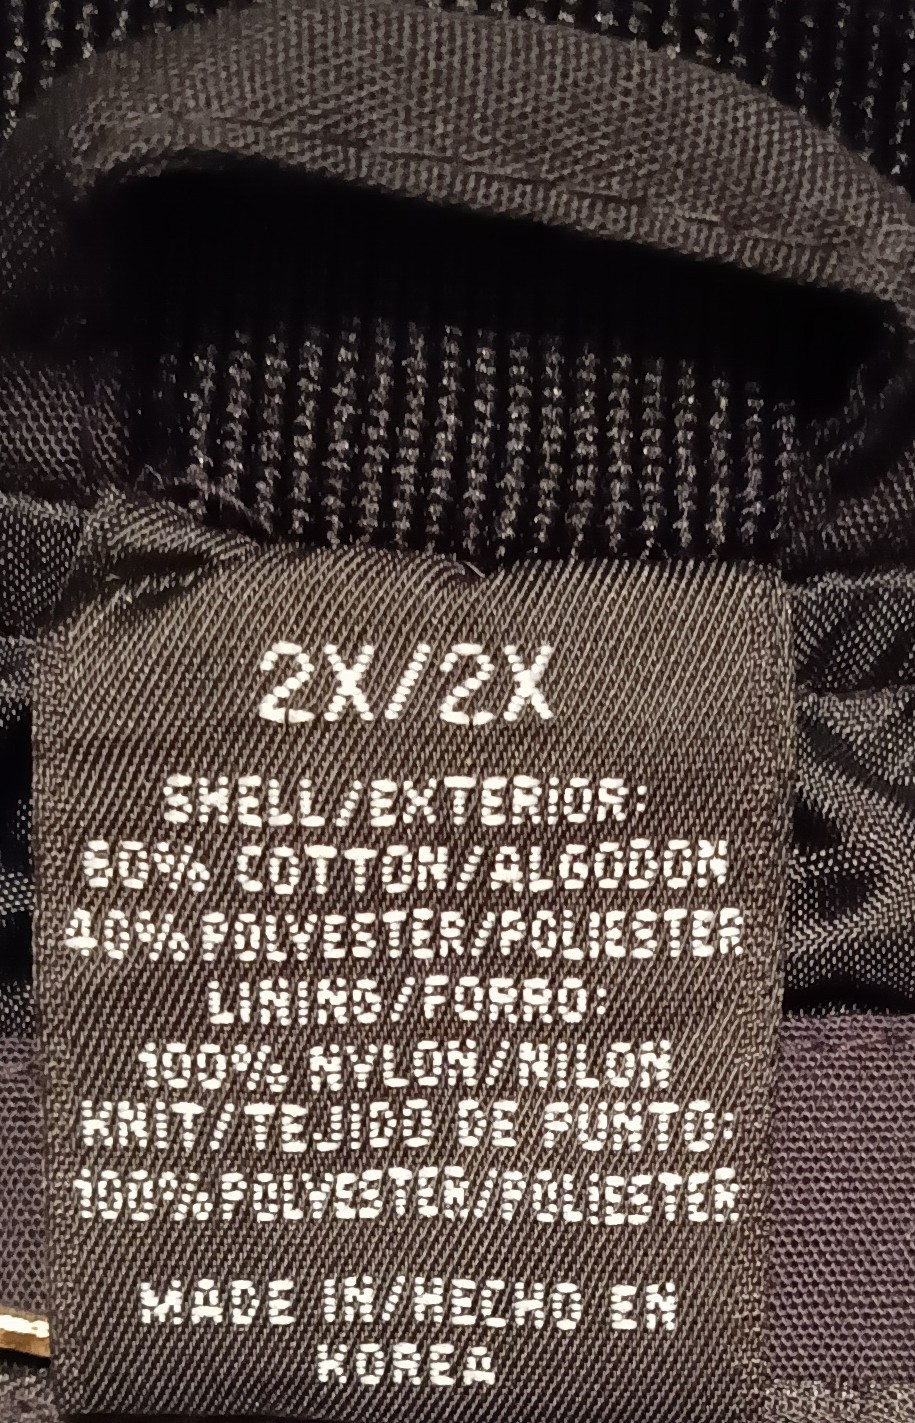 2X/2X
SHELL/EXTERIOR:
60% COTTON/ALGODON
40% POLYESTER/POLIESTER
LINING/FORRO:
100% NYLON/NILON
KNIT/TEJIDO DE PUNTO:
100% POLYESTER/POLIESTER
MADE IN/HECHO EN
KOREA